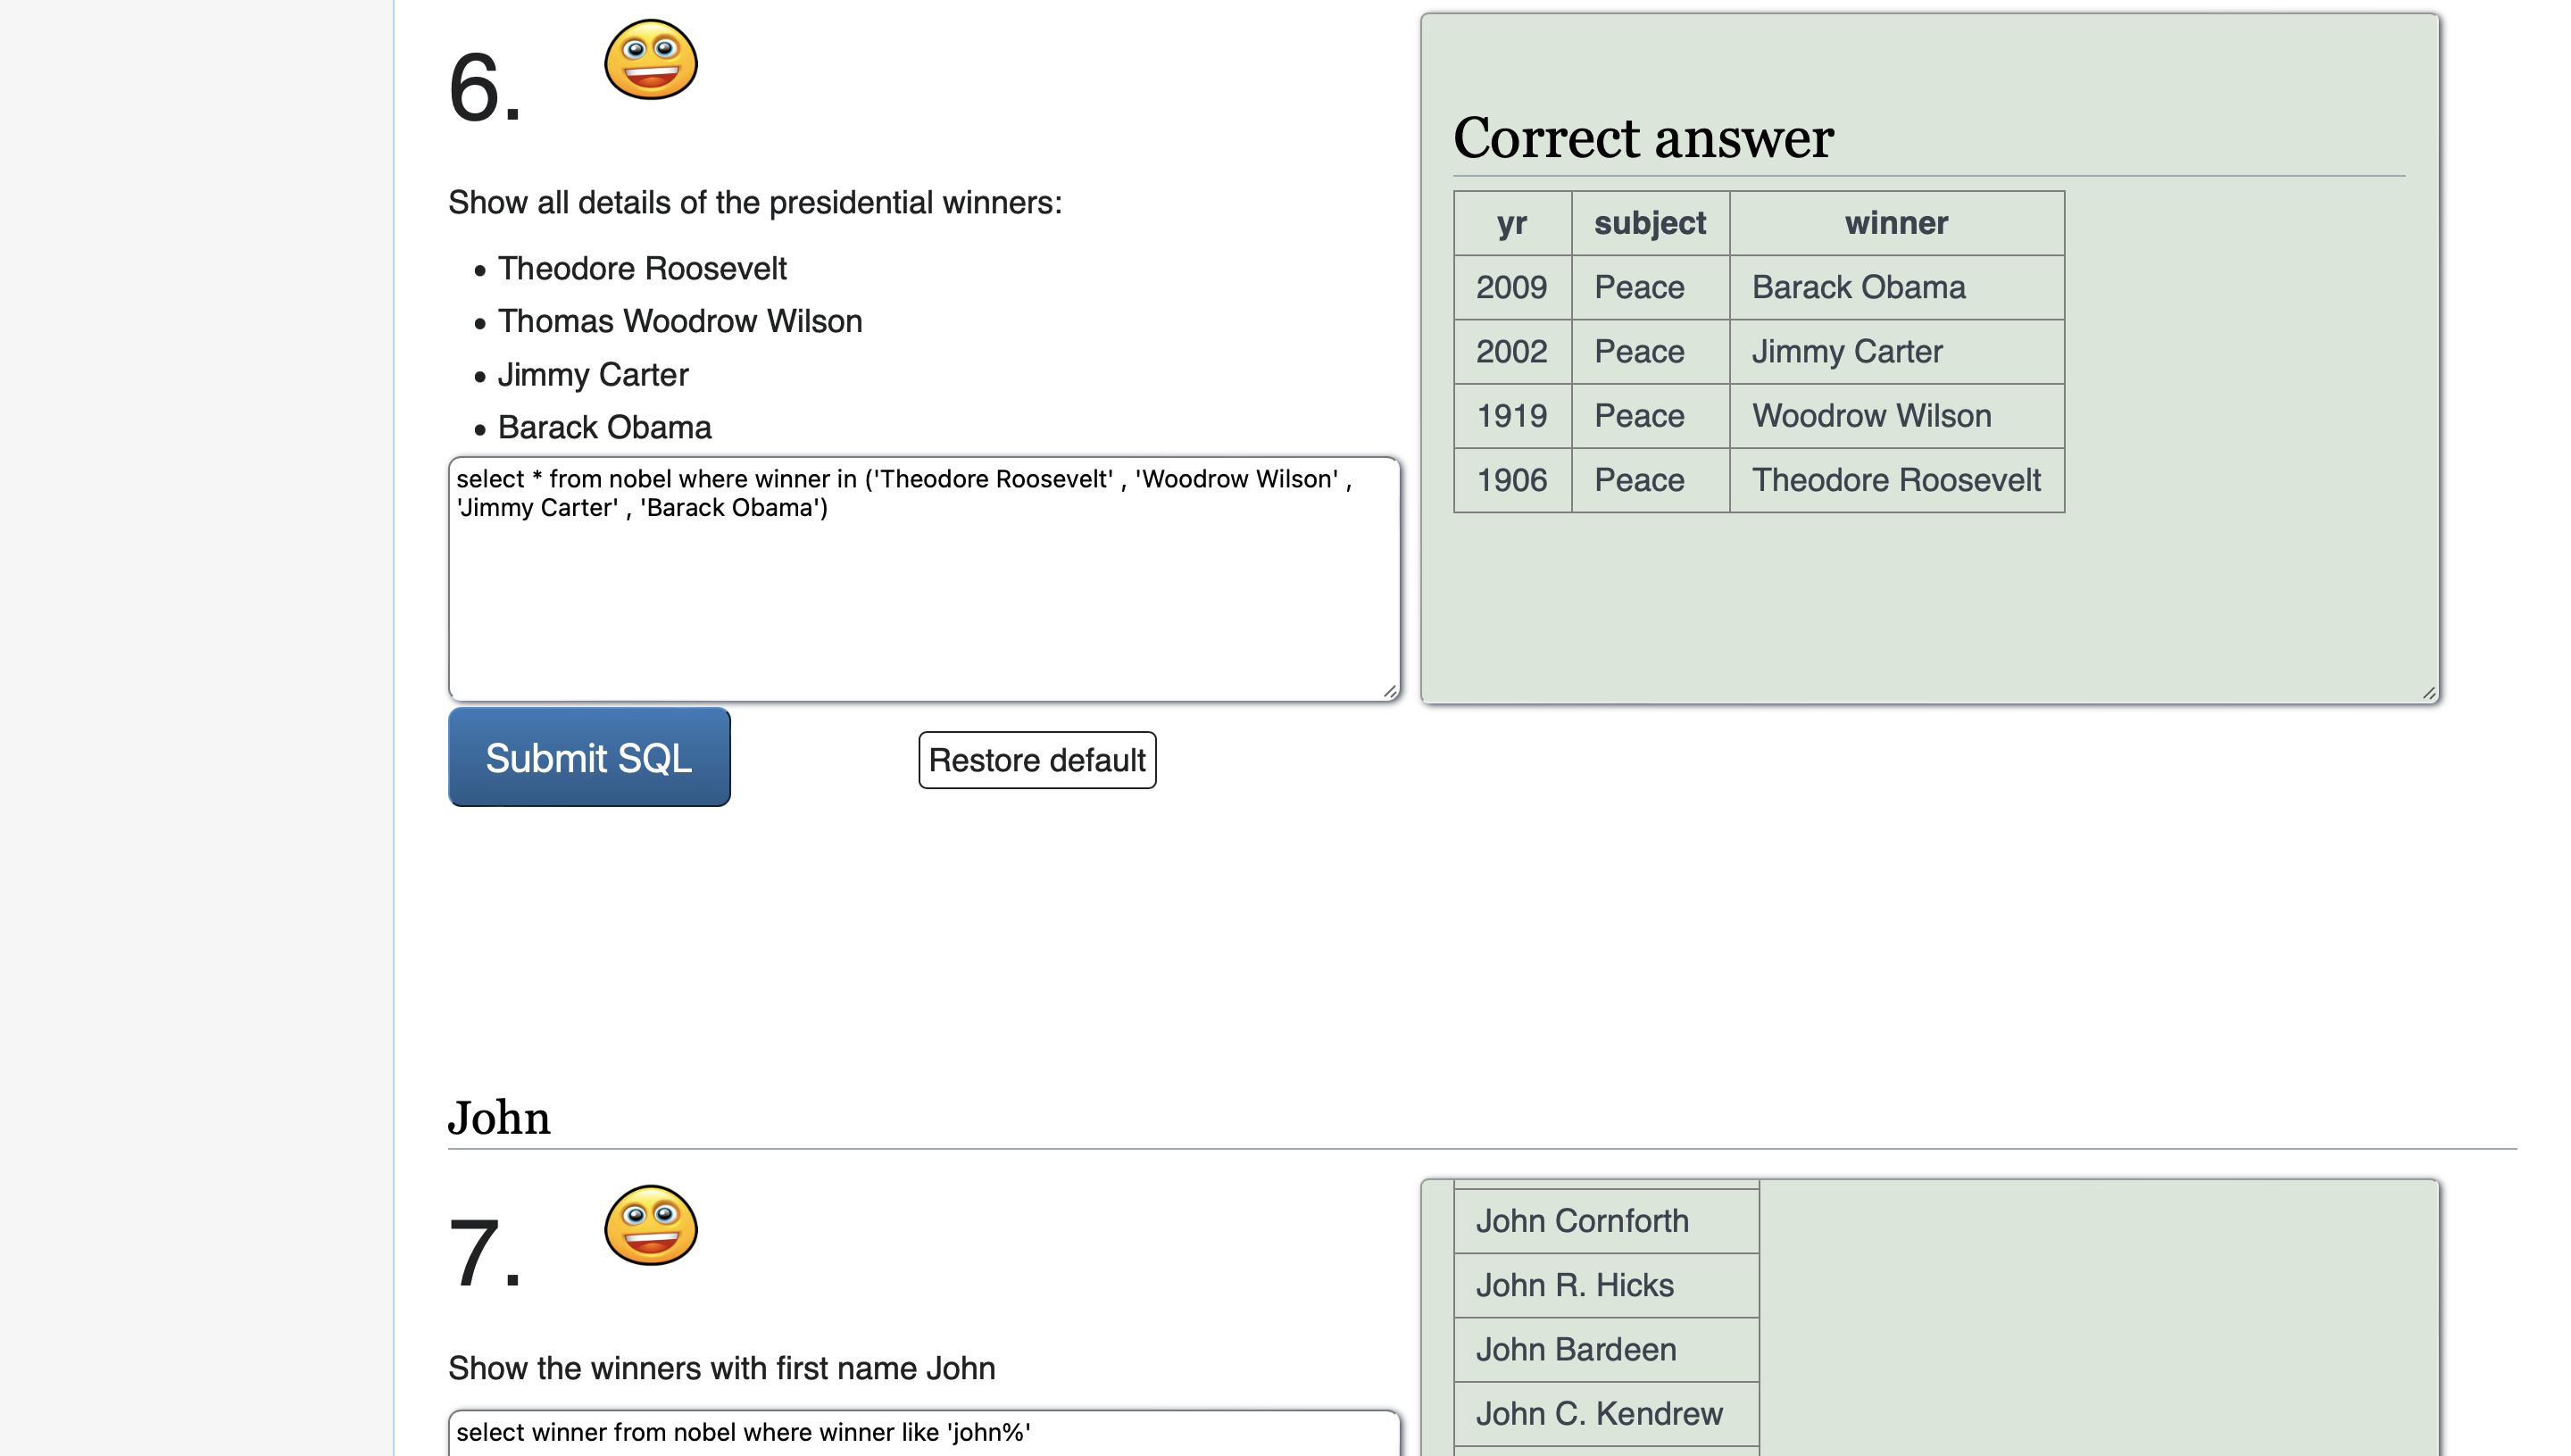 6.
Show all details of the presidential winners:
• Theodore Roosevelt
• Thomas Woodrow Wilson
• Jimmy Carter
• Barack Obama
select * from nobel where winner in ('Theodore Roosevelt' , 'Woodrow Wilson' ,
'Jimmy Carter' , 'Barack Obama')
Submit SQL
Restore default
Correct answer
yr subject winner
2009 Peace Barack Obama
2002 Peace Jimmy Carter
1919 Peace Woodrow Wilson
1906 Peace Theodore Roosevelt
John
7.
Show the winners with first name John
select winner from nobel where winner like 'john%'
John Cornforth
John R. Hicks
John Bardeen
John C. Kendrew